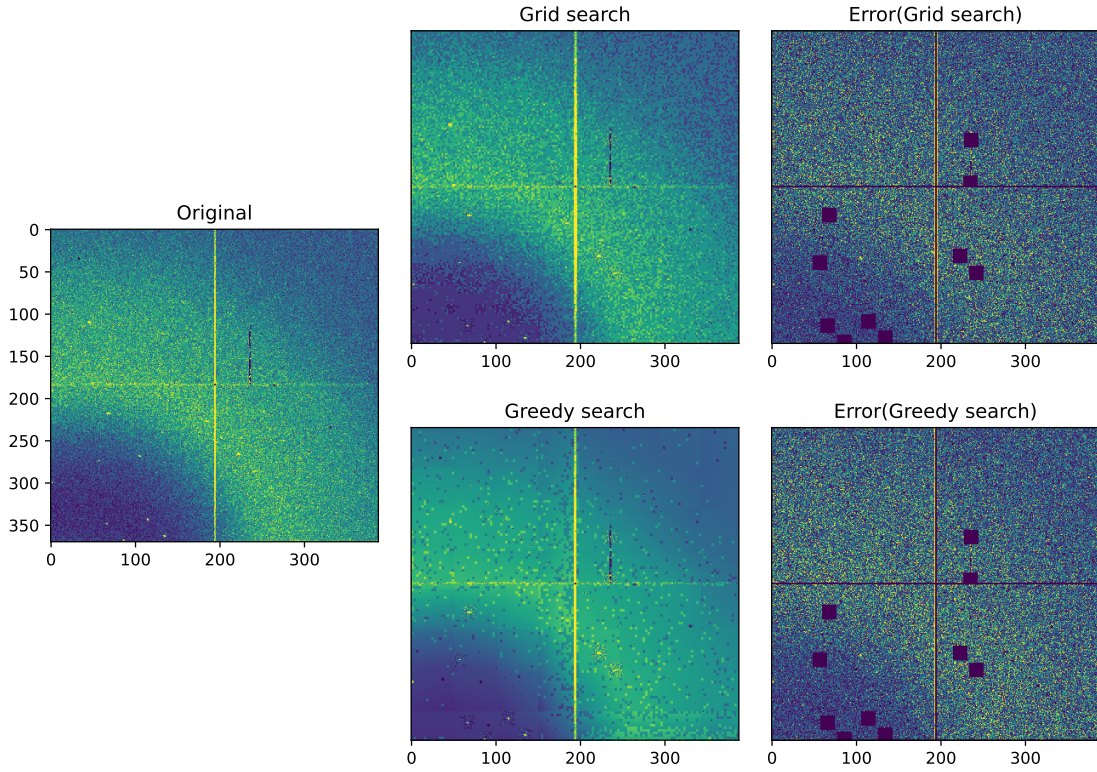 Grid search
Error(Grid search)
0 100 200 300
0 100 200 300
Original
0
50
100
150
200
250
300
350
0 100 200 300
Greedy search
Error(Greedy search)
0 100 200 300
0 100 200 300